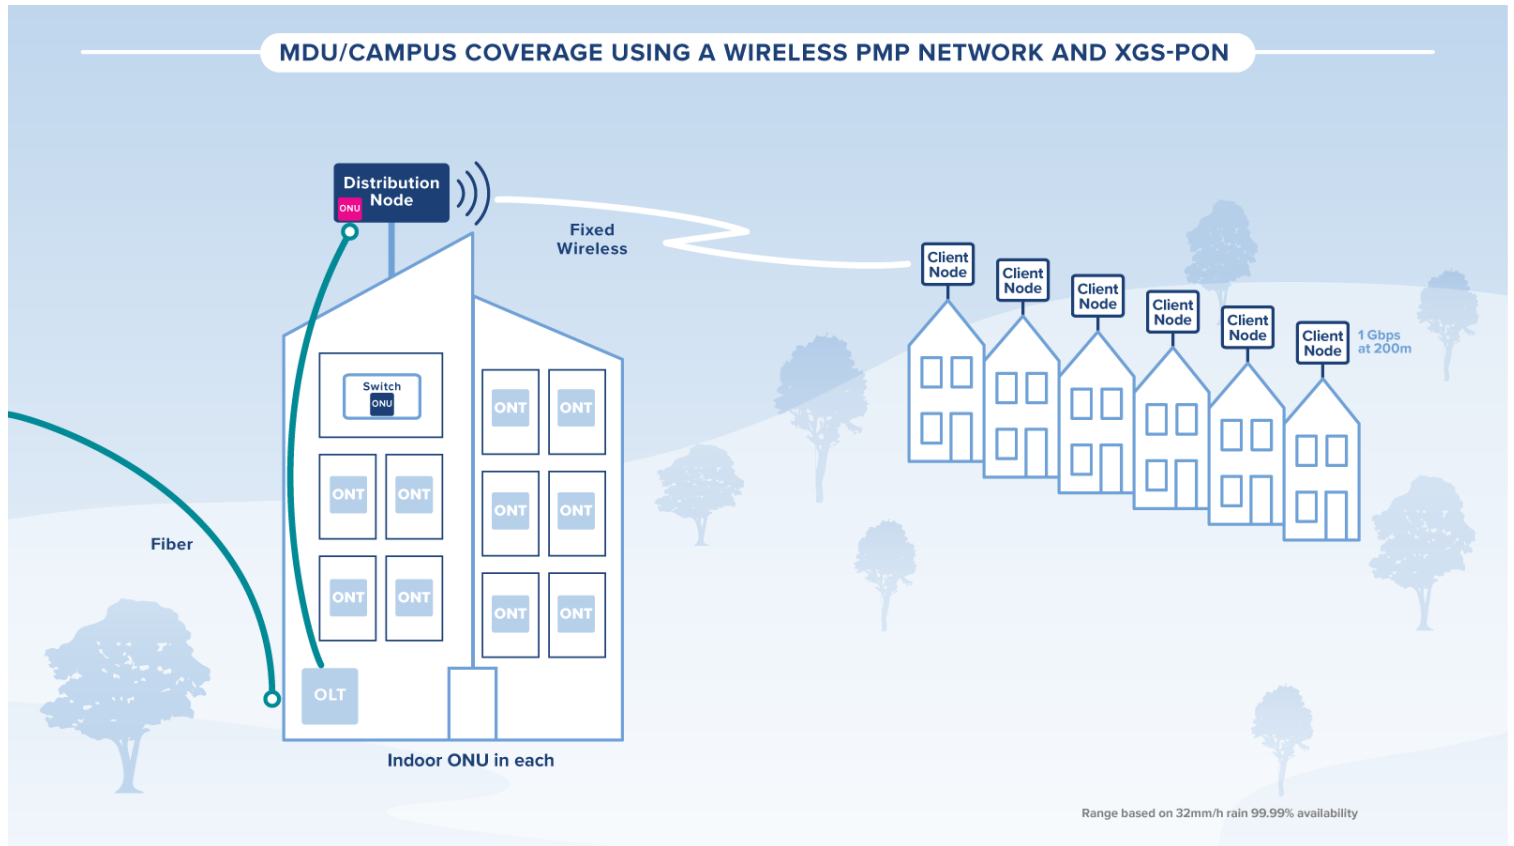 MDU/CAMPUS COVERAGE USING A WIRELESS PMP NETWORK AND XGS-PON
Distribution
Node
ONU
Fixed
Wireless
Client
Node
Client
Node
Client
Node
Client
Node
Client
Node
Client
Node
1 Gbps
at 200m
Switch
ONU
ONT
ONT
ONT
ONT
ONT
ONT
ONT
ONT
ONT
ONT
Fiber
OLT
Indoor ONU in each
Range based on 32mm/h rain 99.99% availability